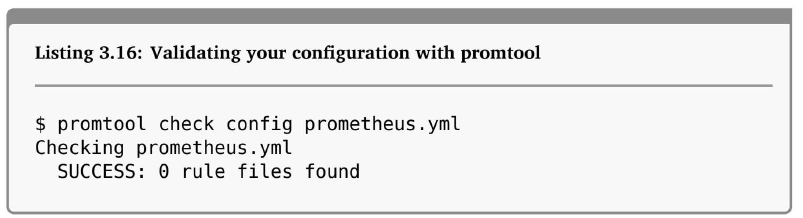 Listing 3.16: Validating your configuration with promtool
$ promtool check config prometheus.yml
Checking prometheus.yml
  SUCCESS: 0 rule files found